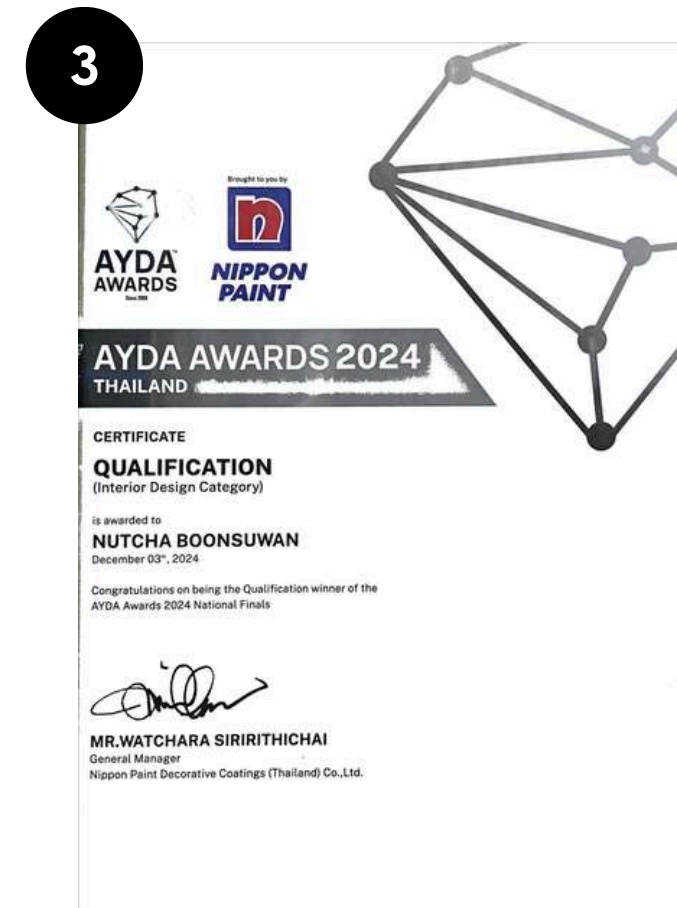 3
Brought to you by
AYDA™
AWARDS
n
NIPPON
PAINT
AYDA AWARDS 2024
THAILAND
CERTIFICATE
QUALIFICATION
(Interior Design Category)
is awarded to
NUTCHA BOONSUWAN
December 03ʳᵈ, 2024
Congratulations on being the Qualification winner of the
AYDA Awards 2024 National Finals
MR.WATCHARA SIRIRITHICHAI
General Manager
Nippon Paint Decorative Coatings (Thailand) Co.,Ltd.